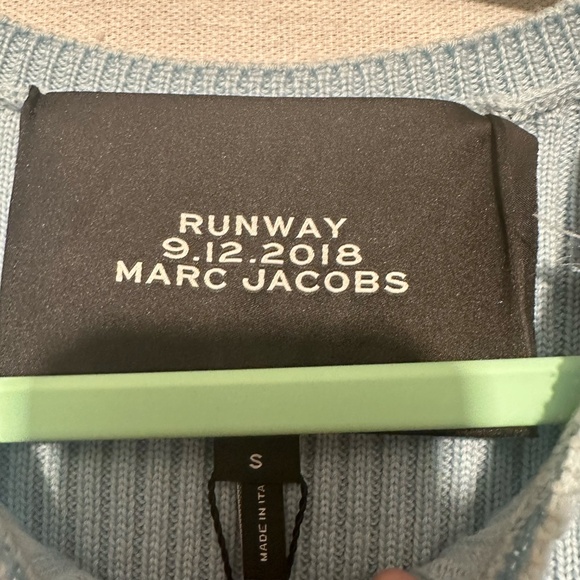 RUNWAY
9.12.2018
MARC JACOBS
S
MADE IN ITA